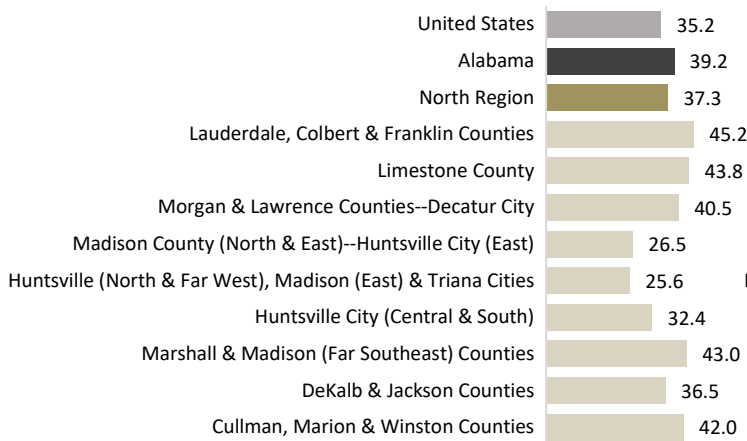 United States 35.2
Alabama 39.2
North Region 37.3
Lauderdale, Colbert & Franklin Counties 45.2
Limestone County 43.8
Morgan & Lawrence Counties--Decatur City 40.5
Madison County (North & East)--Huntsville City (East) 26.5
Huntsville (North & Far West), Madison (East) & Triana Cities 25.6
Huntsville City (Central & South) 32.4
Marshall & Madison (Far Southeast) Counties 43.0
DeKalb & Jackson Counties 36.5
Cullman, Marion & Winston Counties 42.0